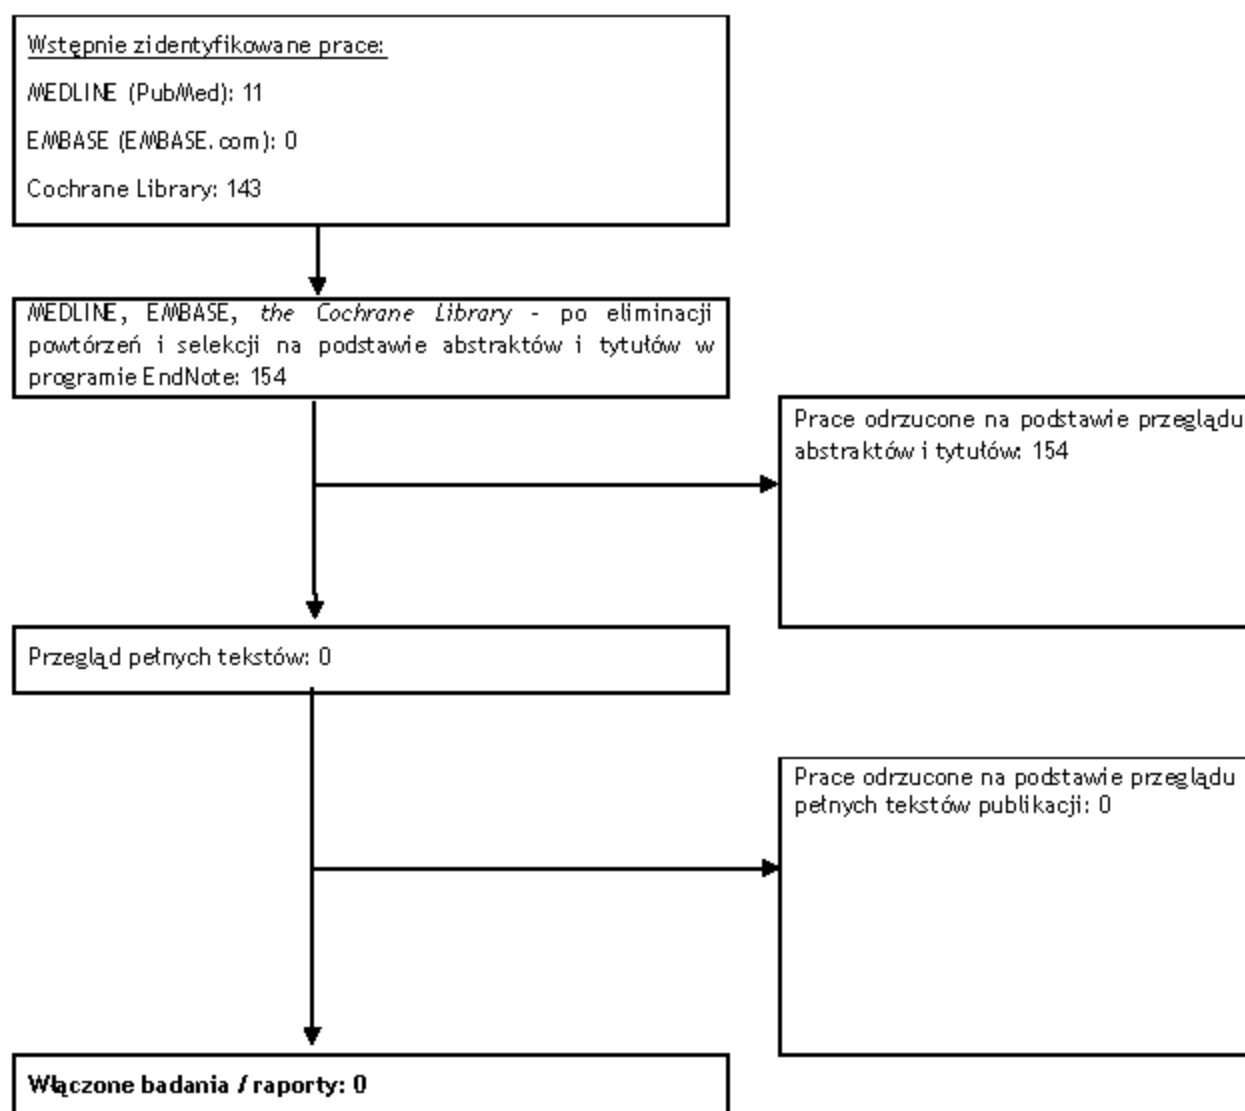 Wstępnie zidentyfikowane prace:
MEDLINE (PubMed): 11
EMBASE (EMBASE.com): 0
Cochrane Library: 143
MEDLINE, EMBASE, the Cochrane Library - po eliminacji
powtórzeń i selekcji na podstawie abstraktów i tytułów w
programie EndNote: 154
Prace odrzucone na podstawie przeglądu
abstraktów i tytułów: 154
Przegląd pełnych tekstów: 0
Prace odrzucone na podstawie przeglądu
pełnych tekstów publikacji: 0
Włączone badania / raporty: 0